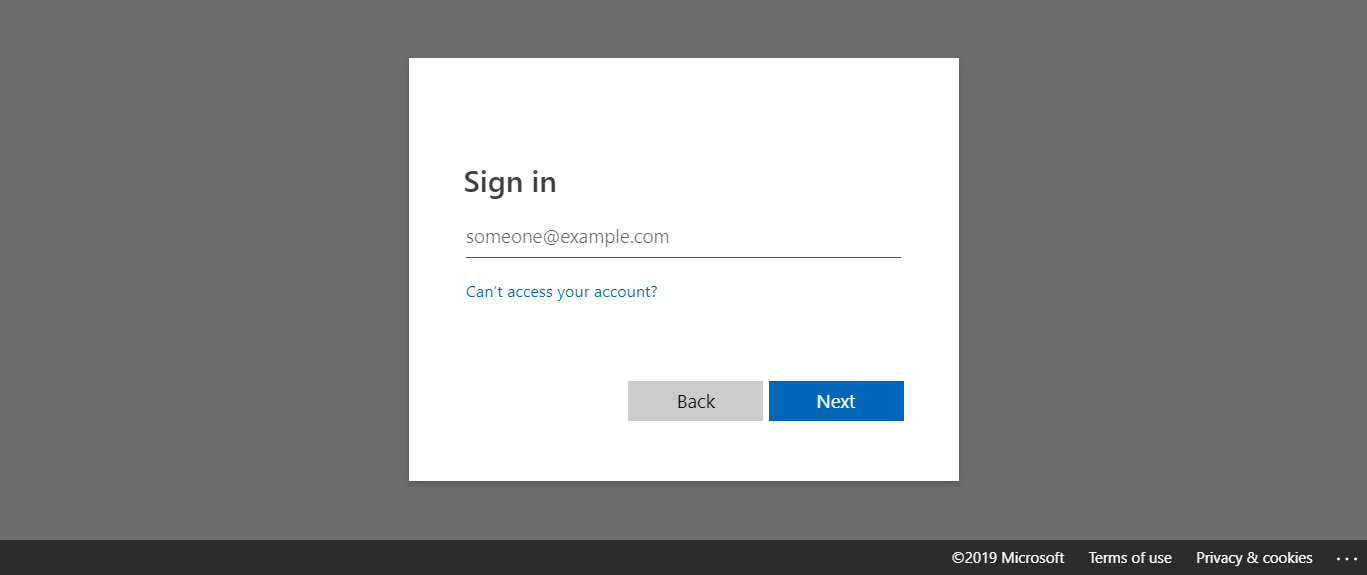 Sign in
someone@example.com
Can't access your account?
Back Next
©2019 Microsoft Terms of use Privacy & cookies ...